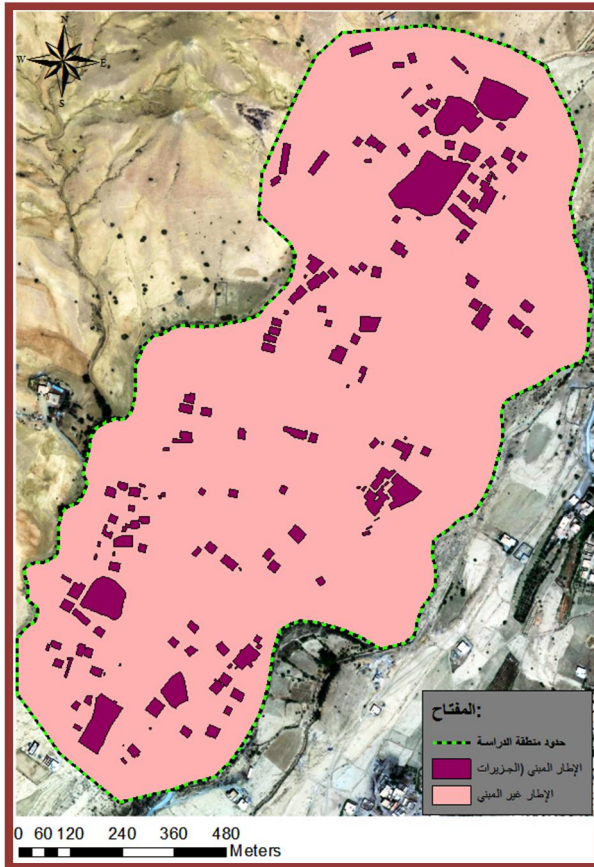 N
W E
S
المفتاح:
حدود منطقة الدراسة
الإطار المبني (الجزيرات
الإطار غير المبني
0 60 120 240 360 480
Meters